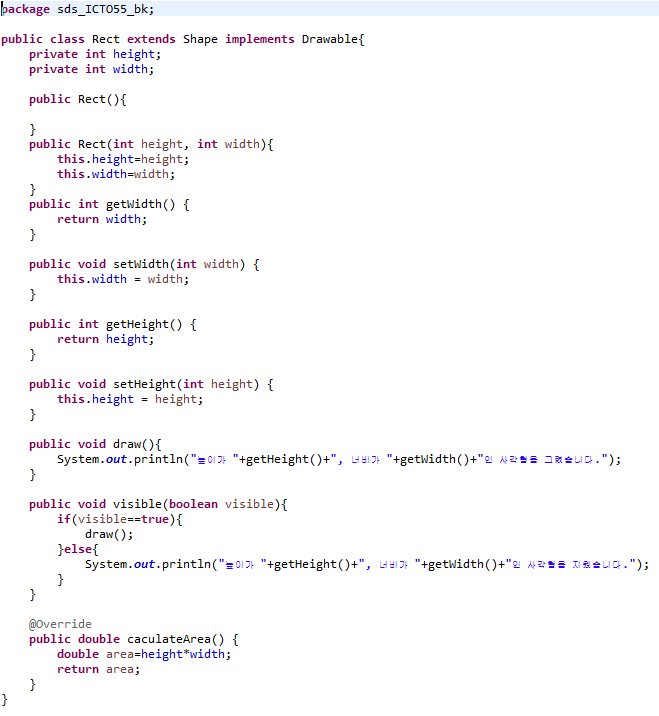 package sds_ICTO55_bk;
public class Rect extends Shape implements Drawable{
private int height;
private int width;
public Rect(){
}
public Rect(int height, int width){
this.height=height;
this.width=width;
}
public int getWidth() {
return width;
}
public void setWidth(int width) {
this.width = width;
}
public int getHeight() {
return height;
}
public void setHeight(int height) {
this.height = height;
}
public void draw(){
System.out.println("높이가 "+getHeight()+", 너비가 "+getWidth()+"인 사각형을 그렸습니다.");
}
public void visible(boolean visible){
if(visible==true){
draw();
}else{
System.out.println("높이가 "+getHeight()+", 너비가 "+getWidth()+"인 사각형을 지웠습니다.");
}
}
@Override
public double caculateArea() {
double area=height*width;
return area;
}
}